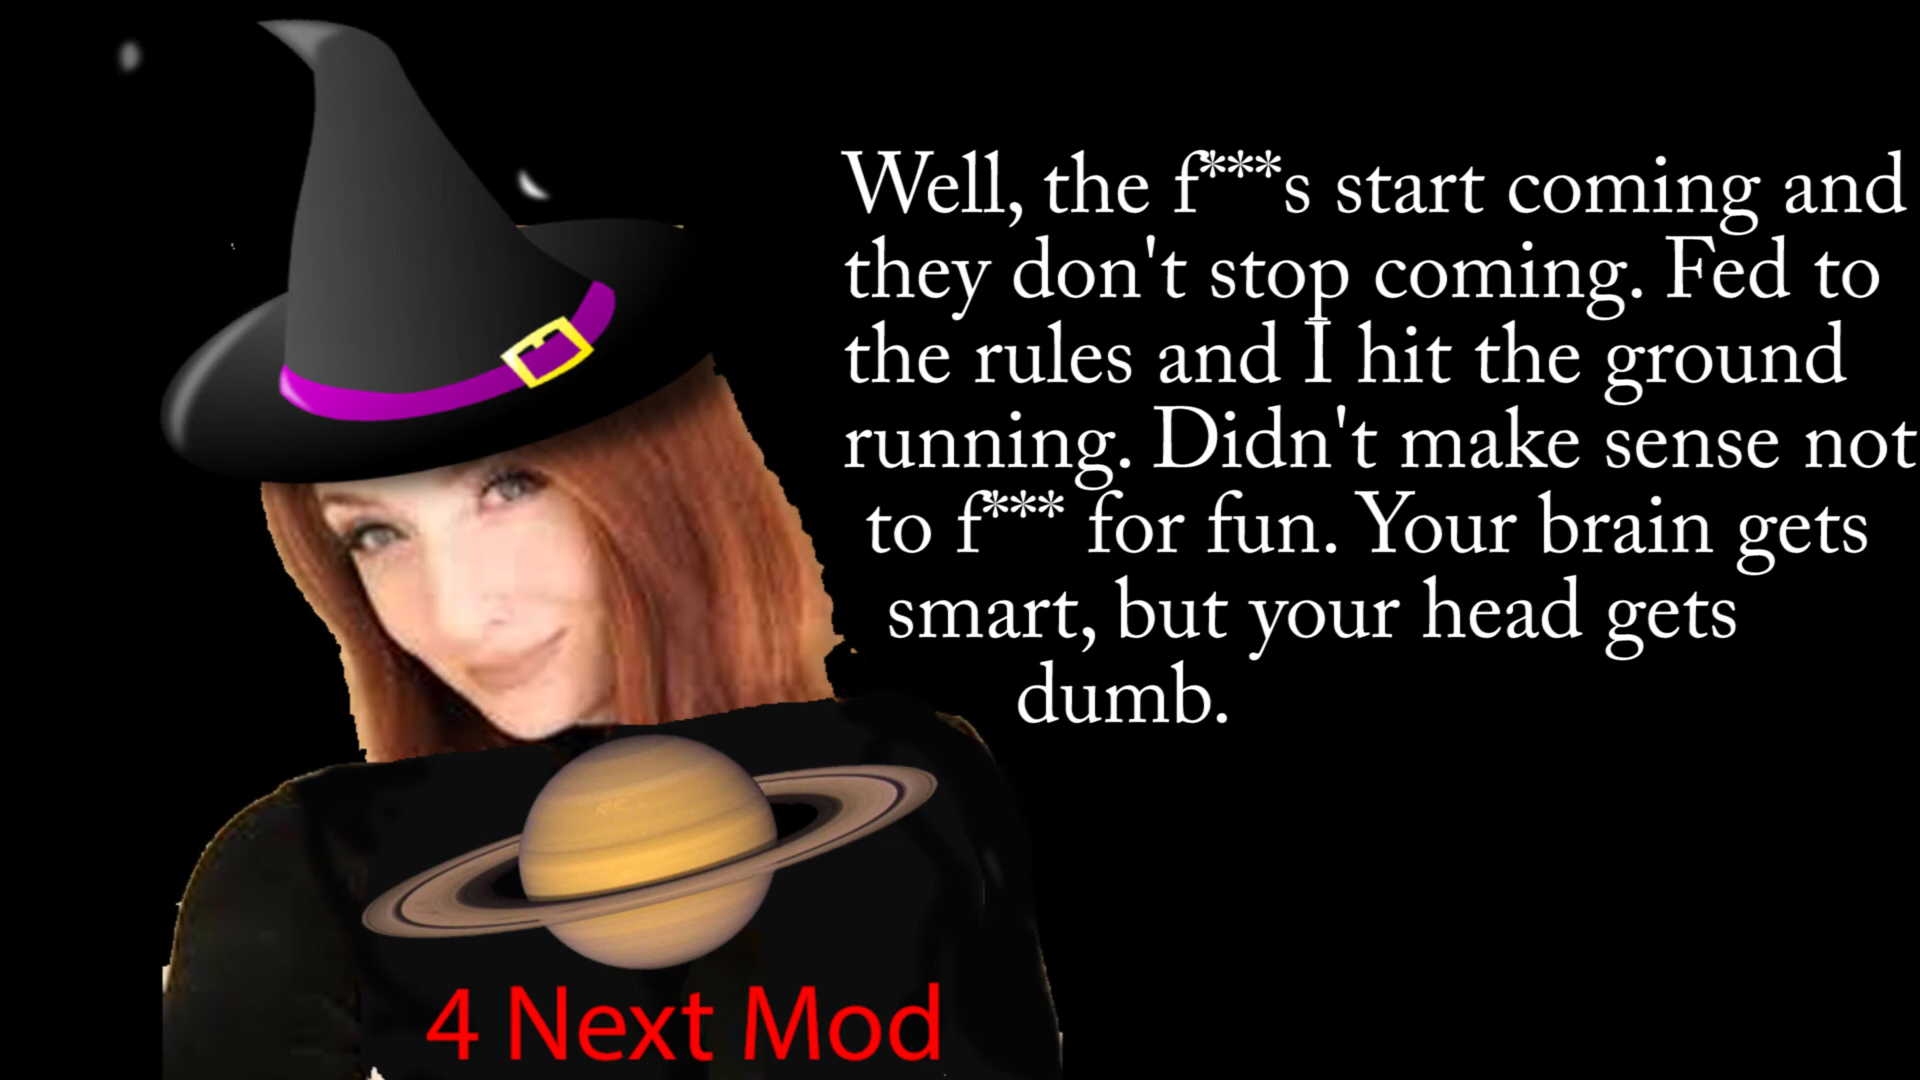 Well, the f***s start coming and
they don't stop coming. Fed to
the rules and I hit the ground
running. Didn't make sense not
to f*** for fun. Your brain gets
smart, but your head gets
dumb.
4 Next Mod